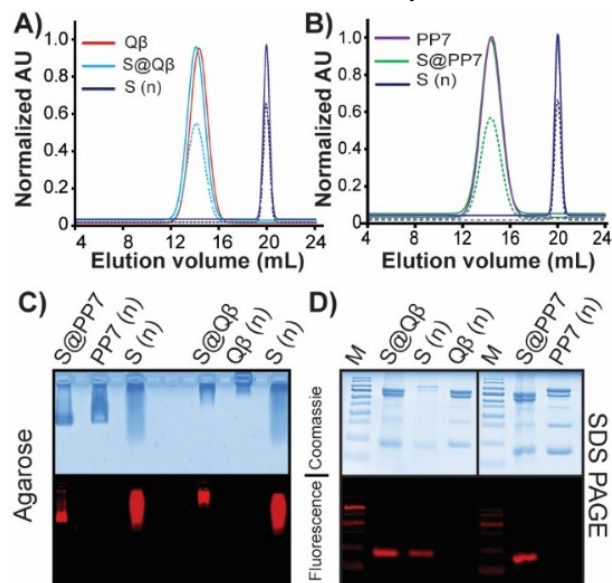 A)
Qβ
S@Qβ
S (n)
Normalized AU
1.0
0.8
0.6
0.4
0.2
0
4 8 12 16 20 24
Elution volume (mL)
B)
PP7
S@PP7
S (n)
Normalized AU
1.0
0.8
0.6
0.4
0.2
0
4 8 12 16 20 24
Elution volume (mL)
C)
S@PP7
PP7 (n)
S (n)
S@Qβ
Qβ (n)
S (n)
Agarose
D)
M
S@Qβ
S (n)
Qβ (n)
M
S@PP7
PP7 (n)
Coomassie
Fluorescence
SDS PAGE